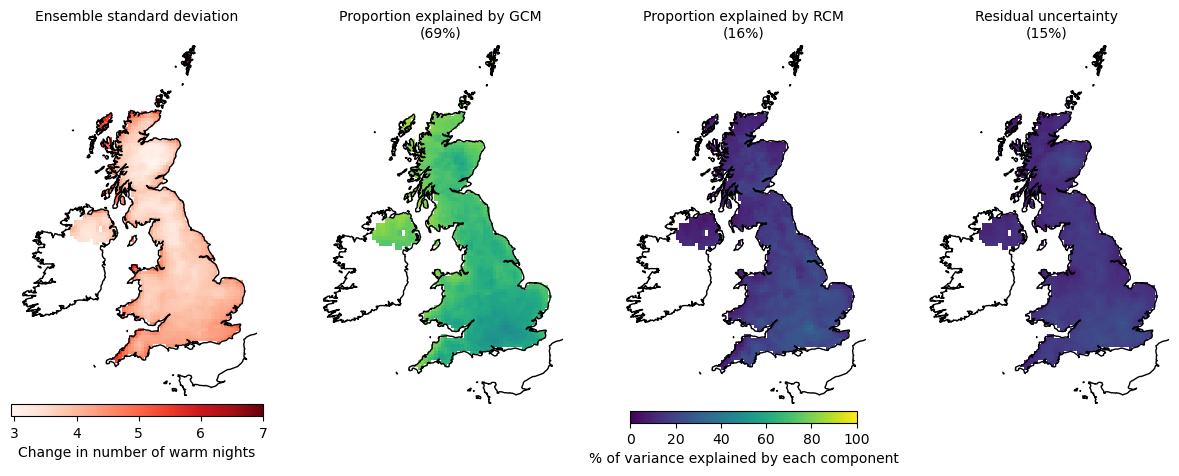 Ensemble standard deviation
Proportion explained by GCM
(69%)
Proportion explained by RCM
(16%)
Residual uncertainty
(15%)
3 4 5 6 7
Change in number of warm nights
0 20 40 60 80 100
% of variance explained by each component